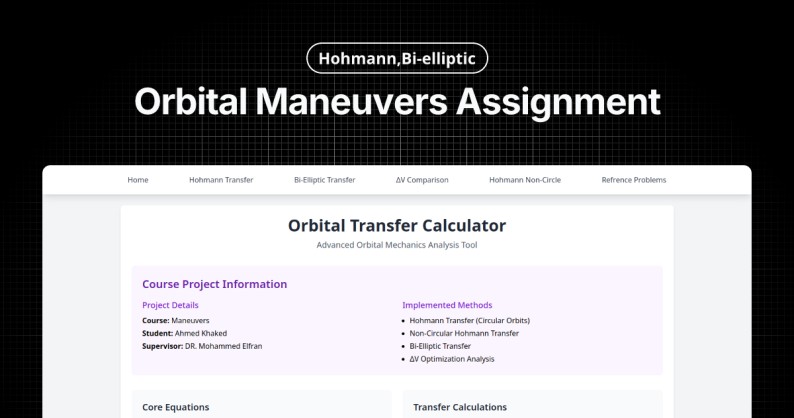 Hohmann,Bi-elliptic
Orbital Maneuvers Assignment
Home Hohmann Transfer Bi-Elliptic Transfer ΔV Comparison Hohmann Non-Circle Refrence Problems
Orbital Transfer Calculator
Advanced Orbital Mechanics Analysis Tool
Course Project Information
Project Details
Course: Maneuvers
Student: Ahmed Khaked
Supervisor: DR. Mohammed Elfran
Implemented Methods
• Hohmann Transfer (Circular Orbits)
• Non-Circular Hohmann Transfer
• Bi-Elliptic Transfer
• ΔV Optimization Analysis
Core Equations
Transfer Calculations